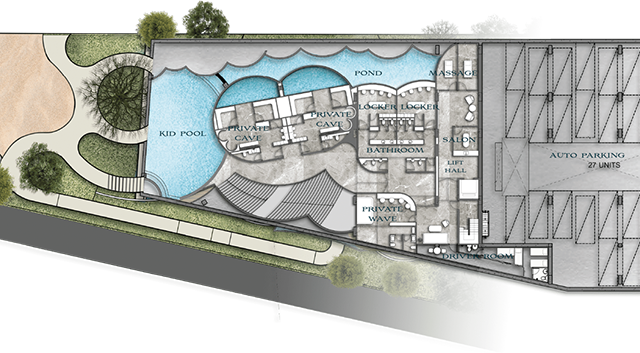 POND
MASSAGE
LOCKER LOCKER
PRIVATE
CAVE
KID POOL
PRIVATE
CAVE
SALON
BATHROOM
AUTO PARKING
27 UNITS
LIFT
HALL
PRIVATE
WAVE
DRIVER ROOM